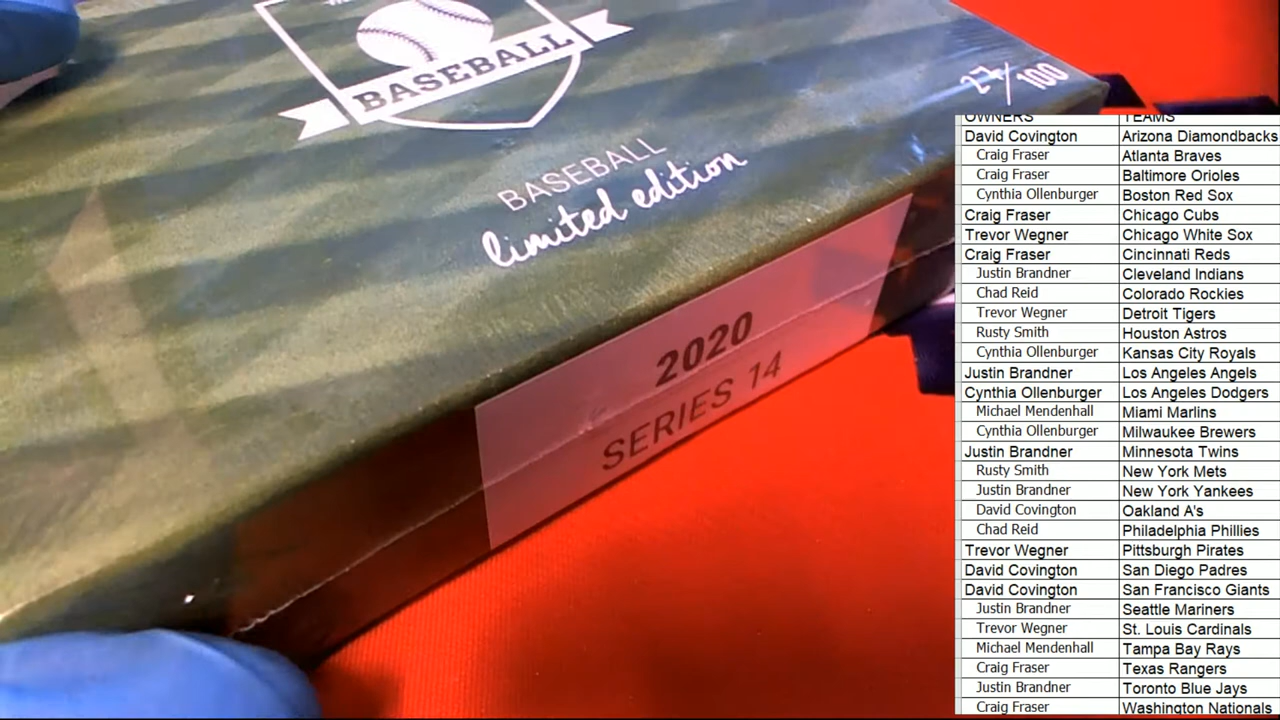 BASEBALL
BASEBALL
limited edition
27/100
2020
SERIES 14
OWNERS TEAMS
David Covington Arizona Diamondbacks
Craig Fraser Atlanta Braves
Craig Fraser Baltimore Orioles
Cynthia Ollenburger Boston Red Sox
Craig Fraser Chicago Cubs
Trevor Wegner Chicago White Sox
Craig Fraser Cincinnati Reds
Justin Brandner Cleveland Indians
Chad Reid Colorado Rockies
Trevor Wegner Detroit Tigers
Rusty Smith Houston Astros
Cynthia Ollenburger Kansas City Royals
Justin Brandner Los Angeles Angels
Cynthia Ollenburger Los Angeles Dodgers
Michael Mendenhall Miami Marlins
Cynthia Ollenburger Milwaukee Brewers
Justin Brandner Minnesota Twins
Rusty Smith New York Mets
Justin Brandner New York Yankees
David Covington Oakland A's
Chad Reid Philadelphia Phillies
Trevor Wegner Pittsburgh Pirates
David Covington San Diego Padres
David Covington San Francisco Giants
Justin Brandner Seattle Mariners
Trevor Wegner St. Louis Cardinals
Michael Mendenhall Tampa Bay Rays
Craig Fraser Texas Rangers
Justin Brandner Toronto Blue Jays
Craig Fraser Washington Nationals